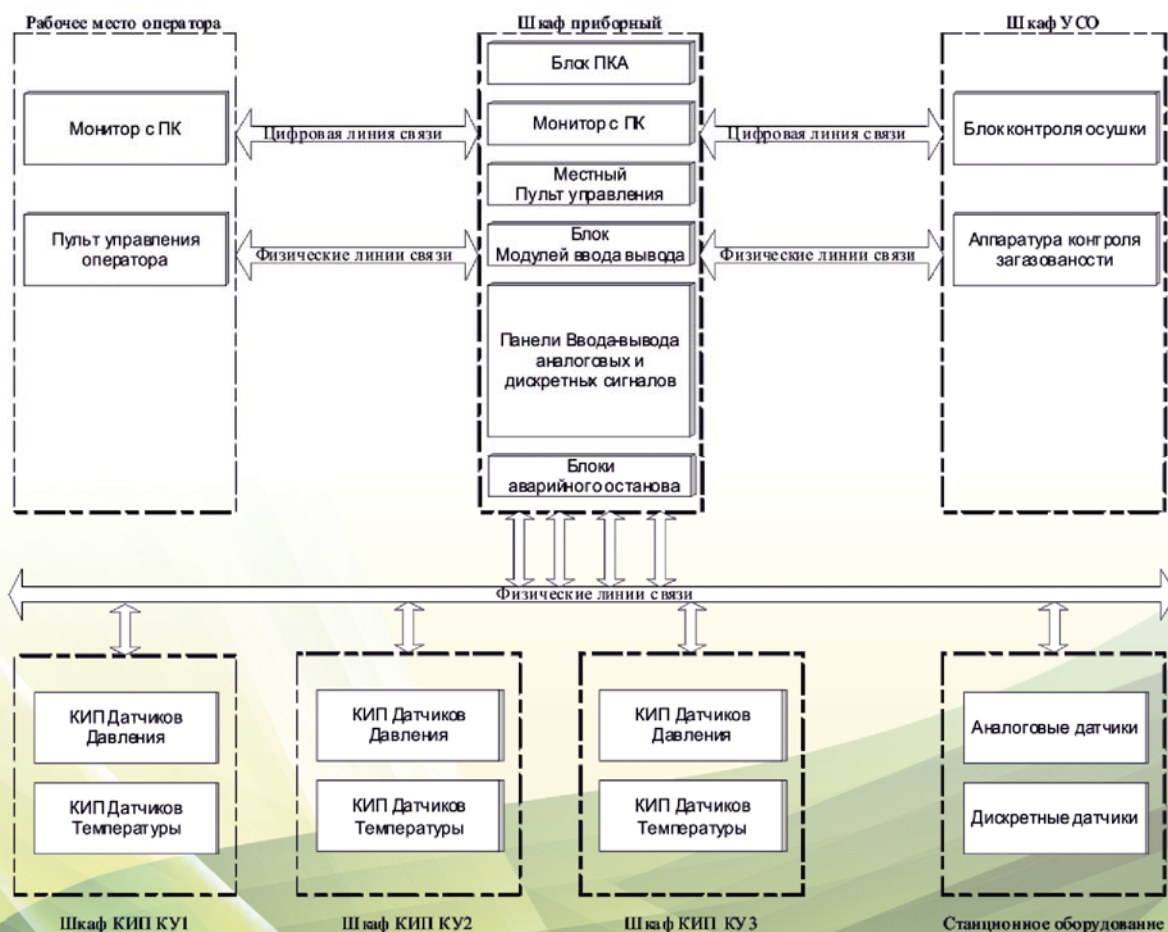 Рабочее место оператора
Шкаф приборный
Шкаф УСО
Блок ПКА
Монитор с ПК
Цифровая линия связи
Монитор с ПК
Цифровая линия связи
Блок контроля осушки
Местный
Пульт управления
Пульт управления
оператора
Физические линии связи
Блок
Модулей ввода вывода
Физические линии связи
Аппаратура контроля
загазованости
Панели Ввода-вывода
аналоговых и
дискретных сигналов
Блоки
аварийного останова
Физические линии связи
КИП Датчиков
Давления
КИП Датчиков
Температуры
КИП Датчиков
Давления
КИП Датчиков
Температуры
КИП Датчиков
Давления
КИП Датчиков
Температуры
Аналоговые датчики
Дискретные датчики
Шкаф КИП КУ1
Шкаф КИП КУ2
Шкаф КИП КУ3
Станционное оборудование